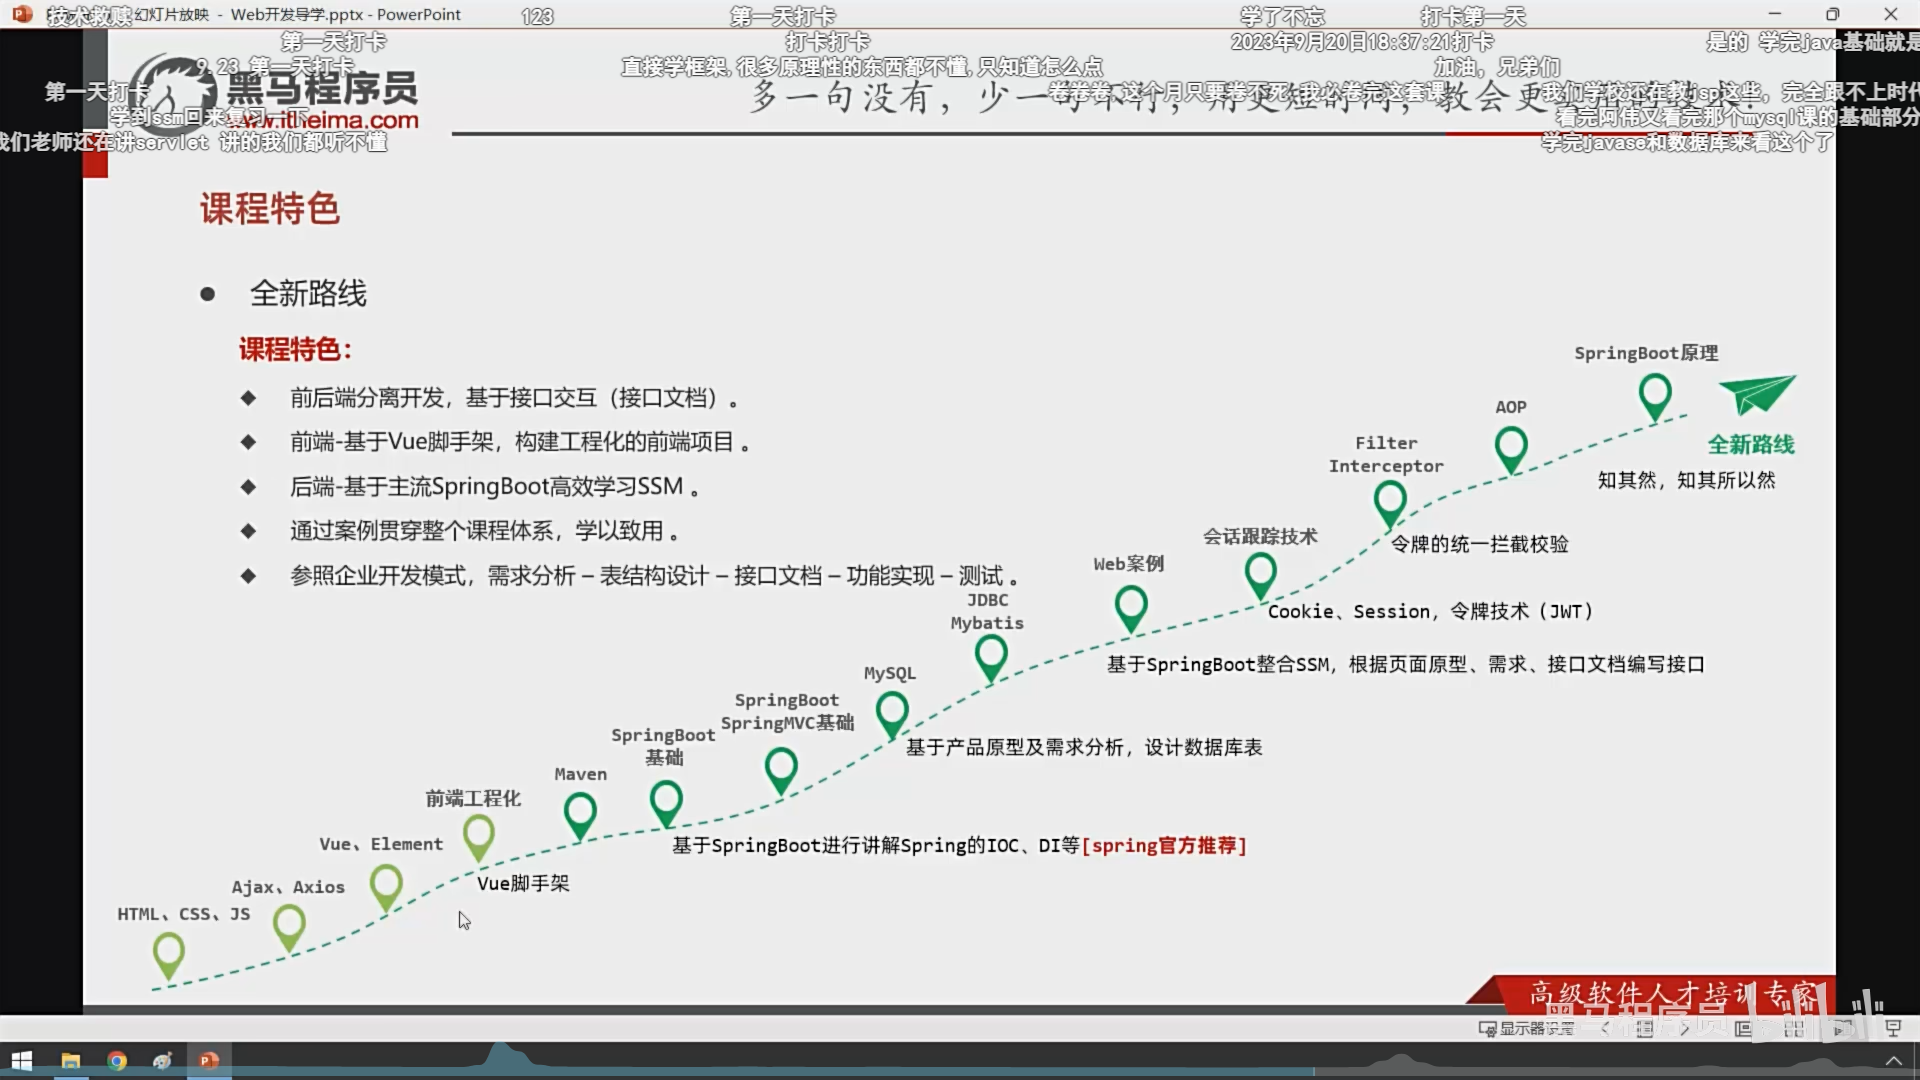 幻灯片放映 - Web开发导学.pptx - PowerPoint
技术救赎
123
第一天打卡
学了不忘
打卡第一天
第一天打卡
打卡打卡
2023年9月20日18:37:21打卡
是的 学完java基础就是
9.23 第一天打卡
直接学框架,很多原理性的东西都不懂,只知道怎么点
加油，兄弟们
第一天打卡
卷卷卷 这个月只要卷不死 我必卷完这套课
我们学校还在教jsp这些，完全跟不上时代
学到ssm回来复习一下
看完阿伟又看完那个mysql课的基础部分
我们老师还在讲servlet 讲的我们都听不懂
学完javase和数据库来看这个了
黑马程序员
www.itheima.com
多一句没有，少一句不行，用更短时间，教会更
课程特色
● 全新路线
课程特色：
◆ 前后端分离开发，基于接口交互（接口文档）。
◆ 前端-基于Vue脚手架，构建工程化的前端项目 。
◆ 后端-基于主流SpringBoot高效学习SSM 。
◆ 通过案例贯穿整个课程体系，学以致用 。
◆ 参照企业开发模式，需求分析 – 表结构设计 – 接口文档 – 功能实现 – 测试 。
HTML、CSS、JS
Ajax、Axios
Vue、Element
前端工程化
Vue脚手架
Maven
SpringBoot
基础
基于SpringBoot进行讲解Spring的IOC、DI等[spring官方推荐]
SpringBoot
SpringMVC基础
MySQL
基于产品原型及需求分析，设计数据库表
JDBC
Mybatis
Web案例
基于SpringBoot整合SSM，根据页面原型、需求、接口文档编写接口
会话跟踪技术
Cookie、Session，令牌技术（JWT）
Filter
Interceptor
令牌的统一拦截校验
AOP
SpringBoot原理
知其然，知其所以然
全新路线
高级软件人才培训专家
黑马程序员
显示器设置